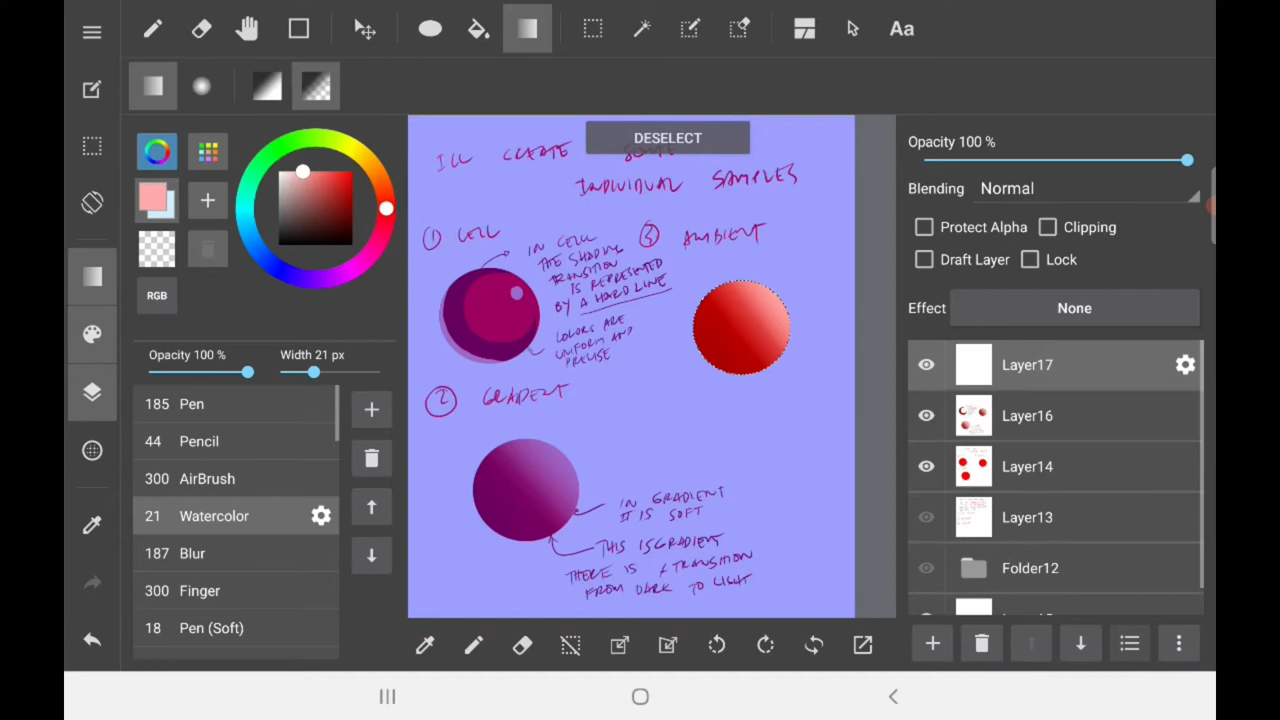 Aa
DESELECT
ILL CREATE SOME
INDIVIDUAL SAMPLES
① CELL
IN CELL
THE SHADING
TRANSITION
IS REPRESENTED
BY A HARD LINE
COLORS ARE
UNIFORM AND
PRECISE
③ AMBIENT
② GRADIENT
IN GRADIENT
IT IS SOFT
THIS IS GRADIENT
THERE IS A TRANSITION
FROM DARK TO LIGHT
RGB
Opacity 100 % Width 21 px
185 Pen
44 Pencil
300 AirBrush
21 Watercolor
187 Blur
300 Finger
18 Pen (Soft)
Opacity 100 %
Blending Normal
Protect Alpha Clipping
Draft Layer Lock
Effect None
Layer17
Layer16
Layer14
Layer13
Folder12